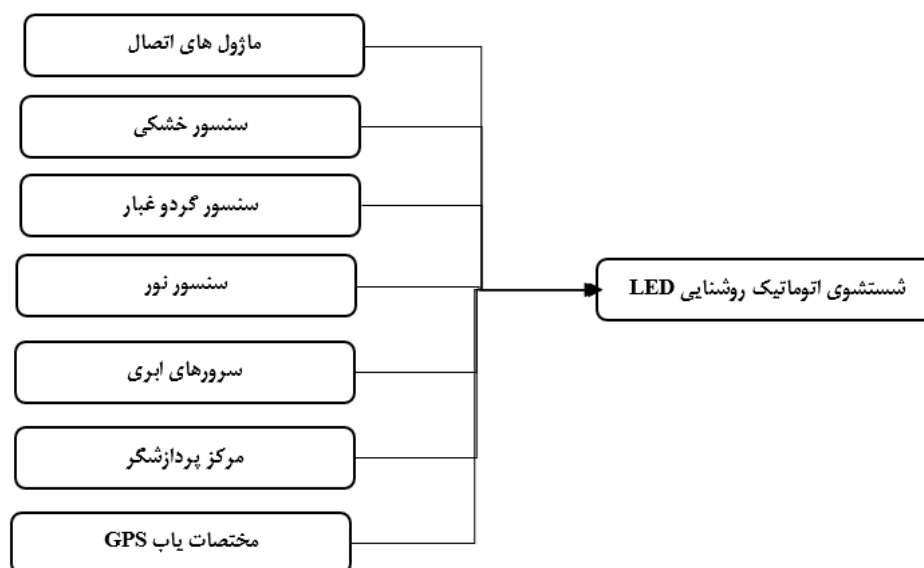 ماژول های اتصال
سنسور خشکی
سنسور گردو غبار
سنسور نور
سرورهای ابری
مرکز پردازشگر
مختصات یاب GPS
شستشوی اتوماتیک روشنایی LED